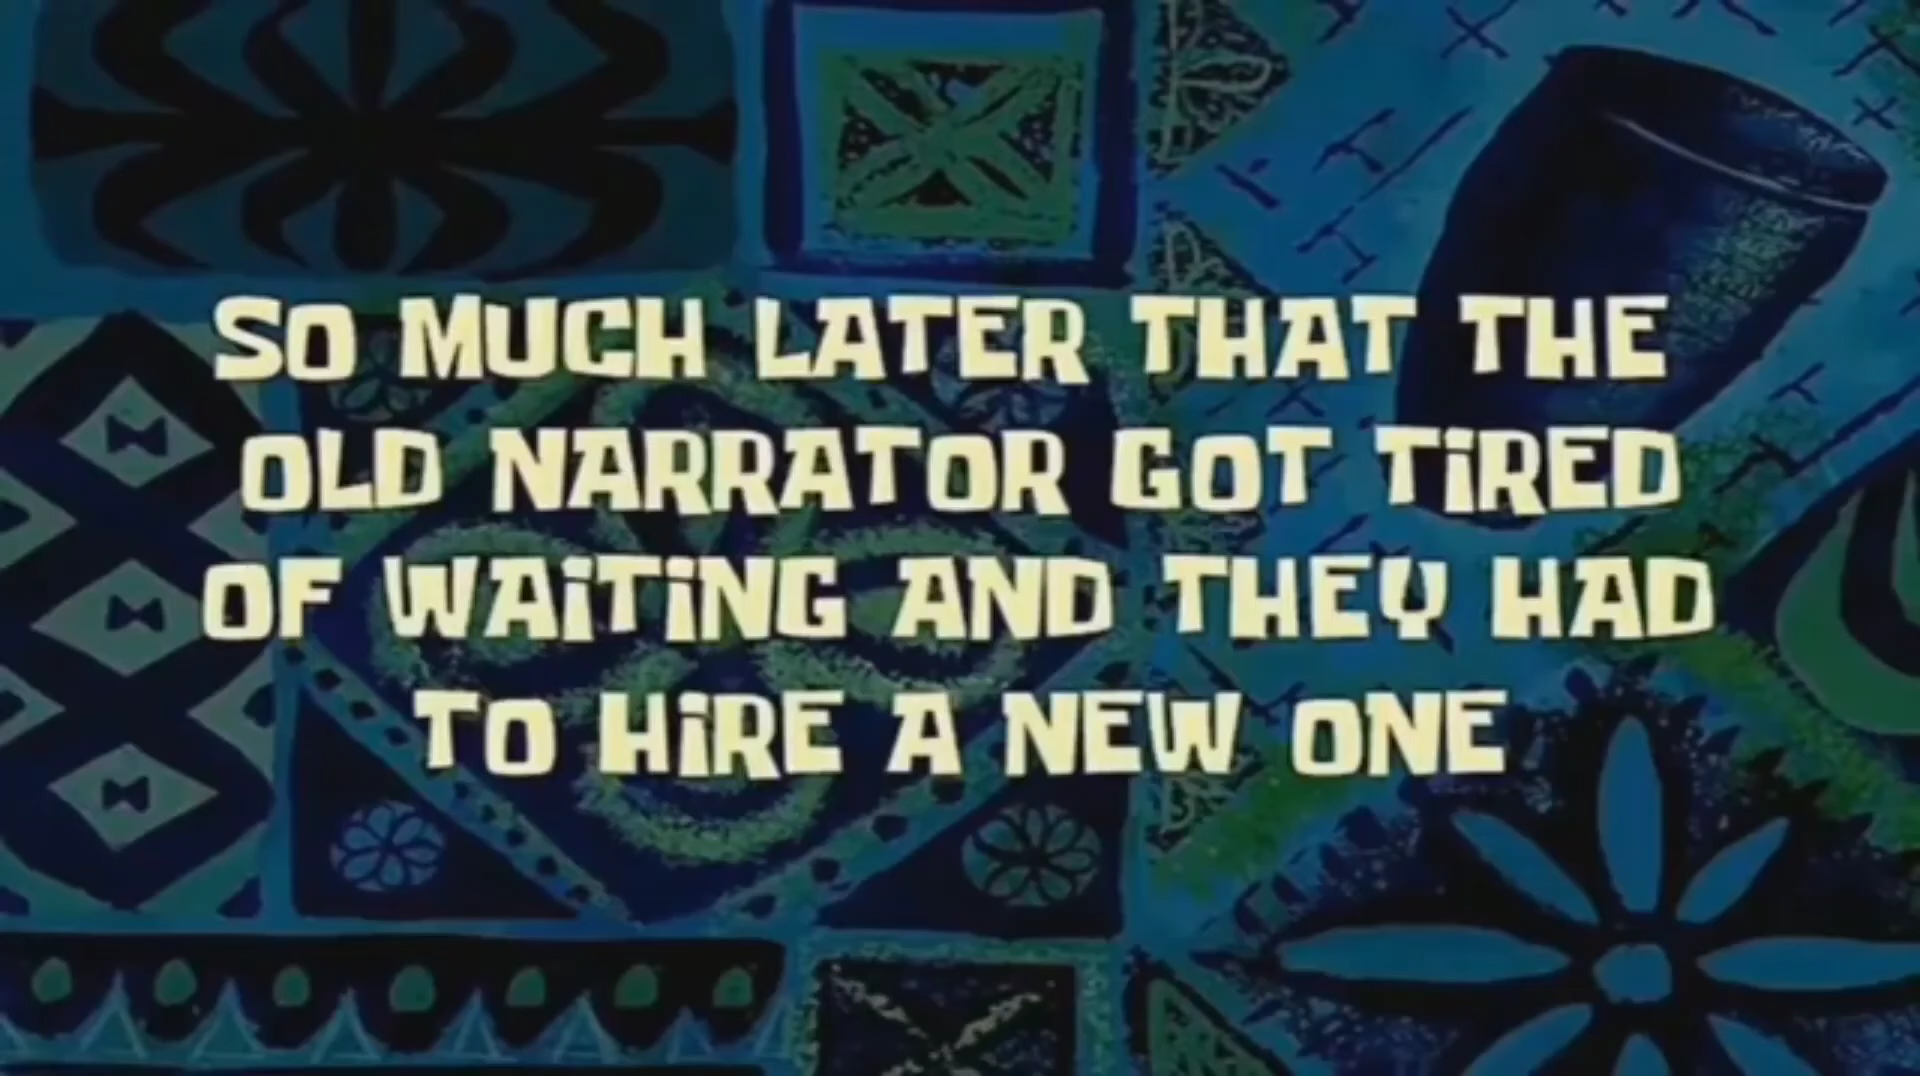 SO MUCH LATER THAT THE
OLD NARRATOR GOT TiRED
OF WAiTiNG AND THEY HAD
TO HiRE A NEW ONE